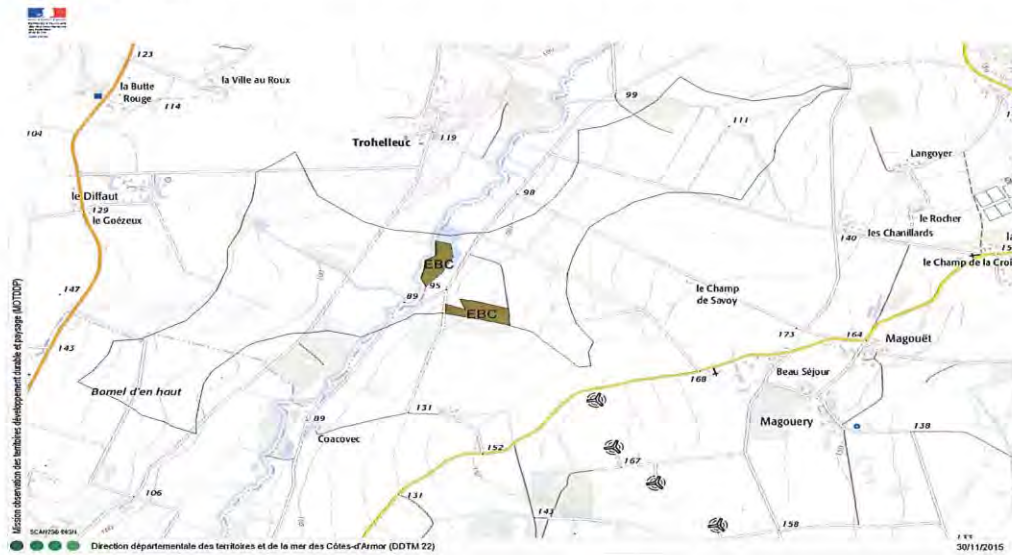 123
la Ville au Roux
la Butte
Rouge
114
104
99
111
Trohelleuc
119
Langoyer
le Diffaut
129
le Goézeux
98
le Rocher
les Chanillards
140
le Champ de la Croi
EBC
95
89
EBC
le Champ
de Savoy
147
143
173
164
Magouët
Beau Séjour
168
Bomel d'en haut
131
89
Coacovec
Magouery
138
152
167
106
131
143
158
Mission observation des territoires développement durable et paysage (MOTDDP)
Direction départementale des territoires et de la mer des Côtes-d'Armor (DDTM 22)
30/11/2015